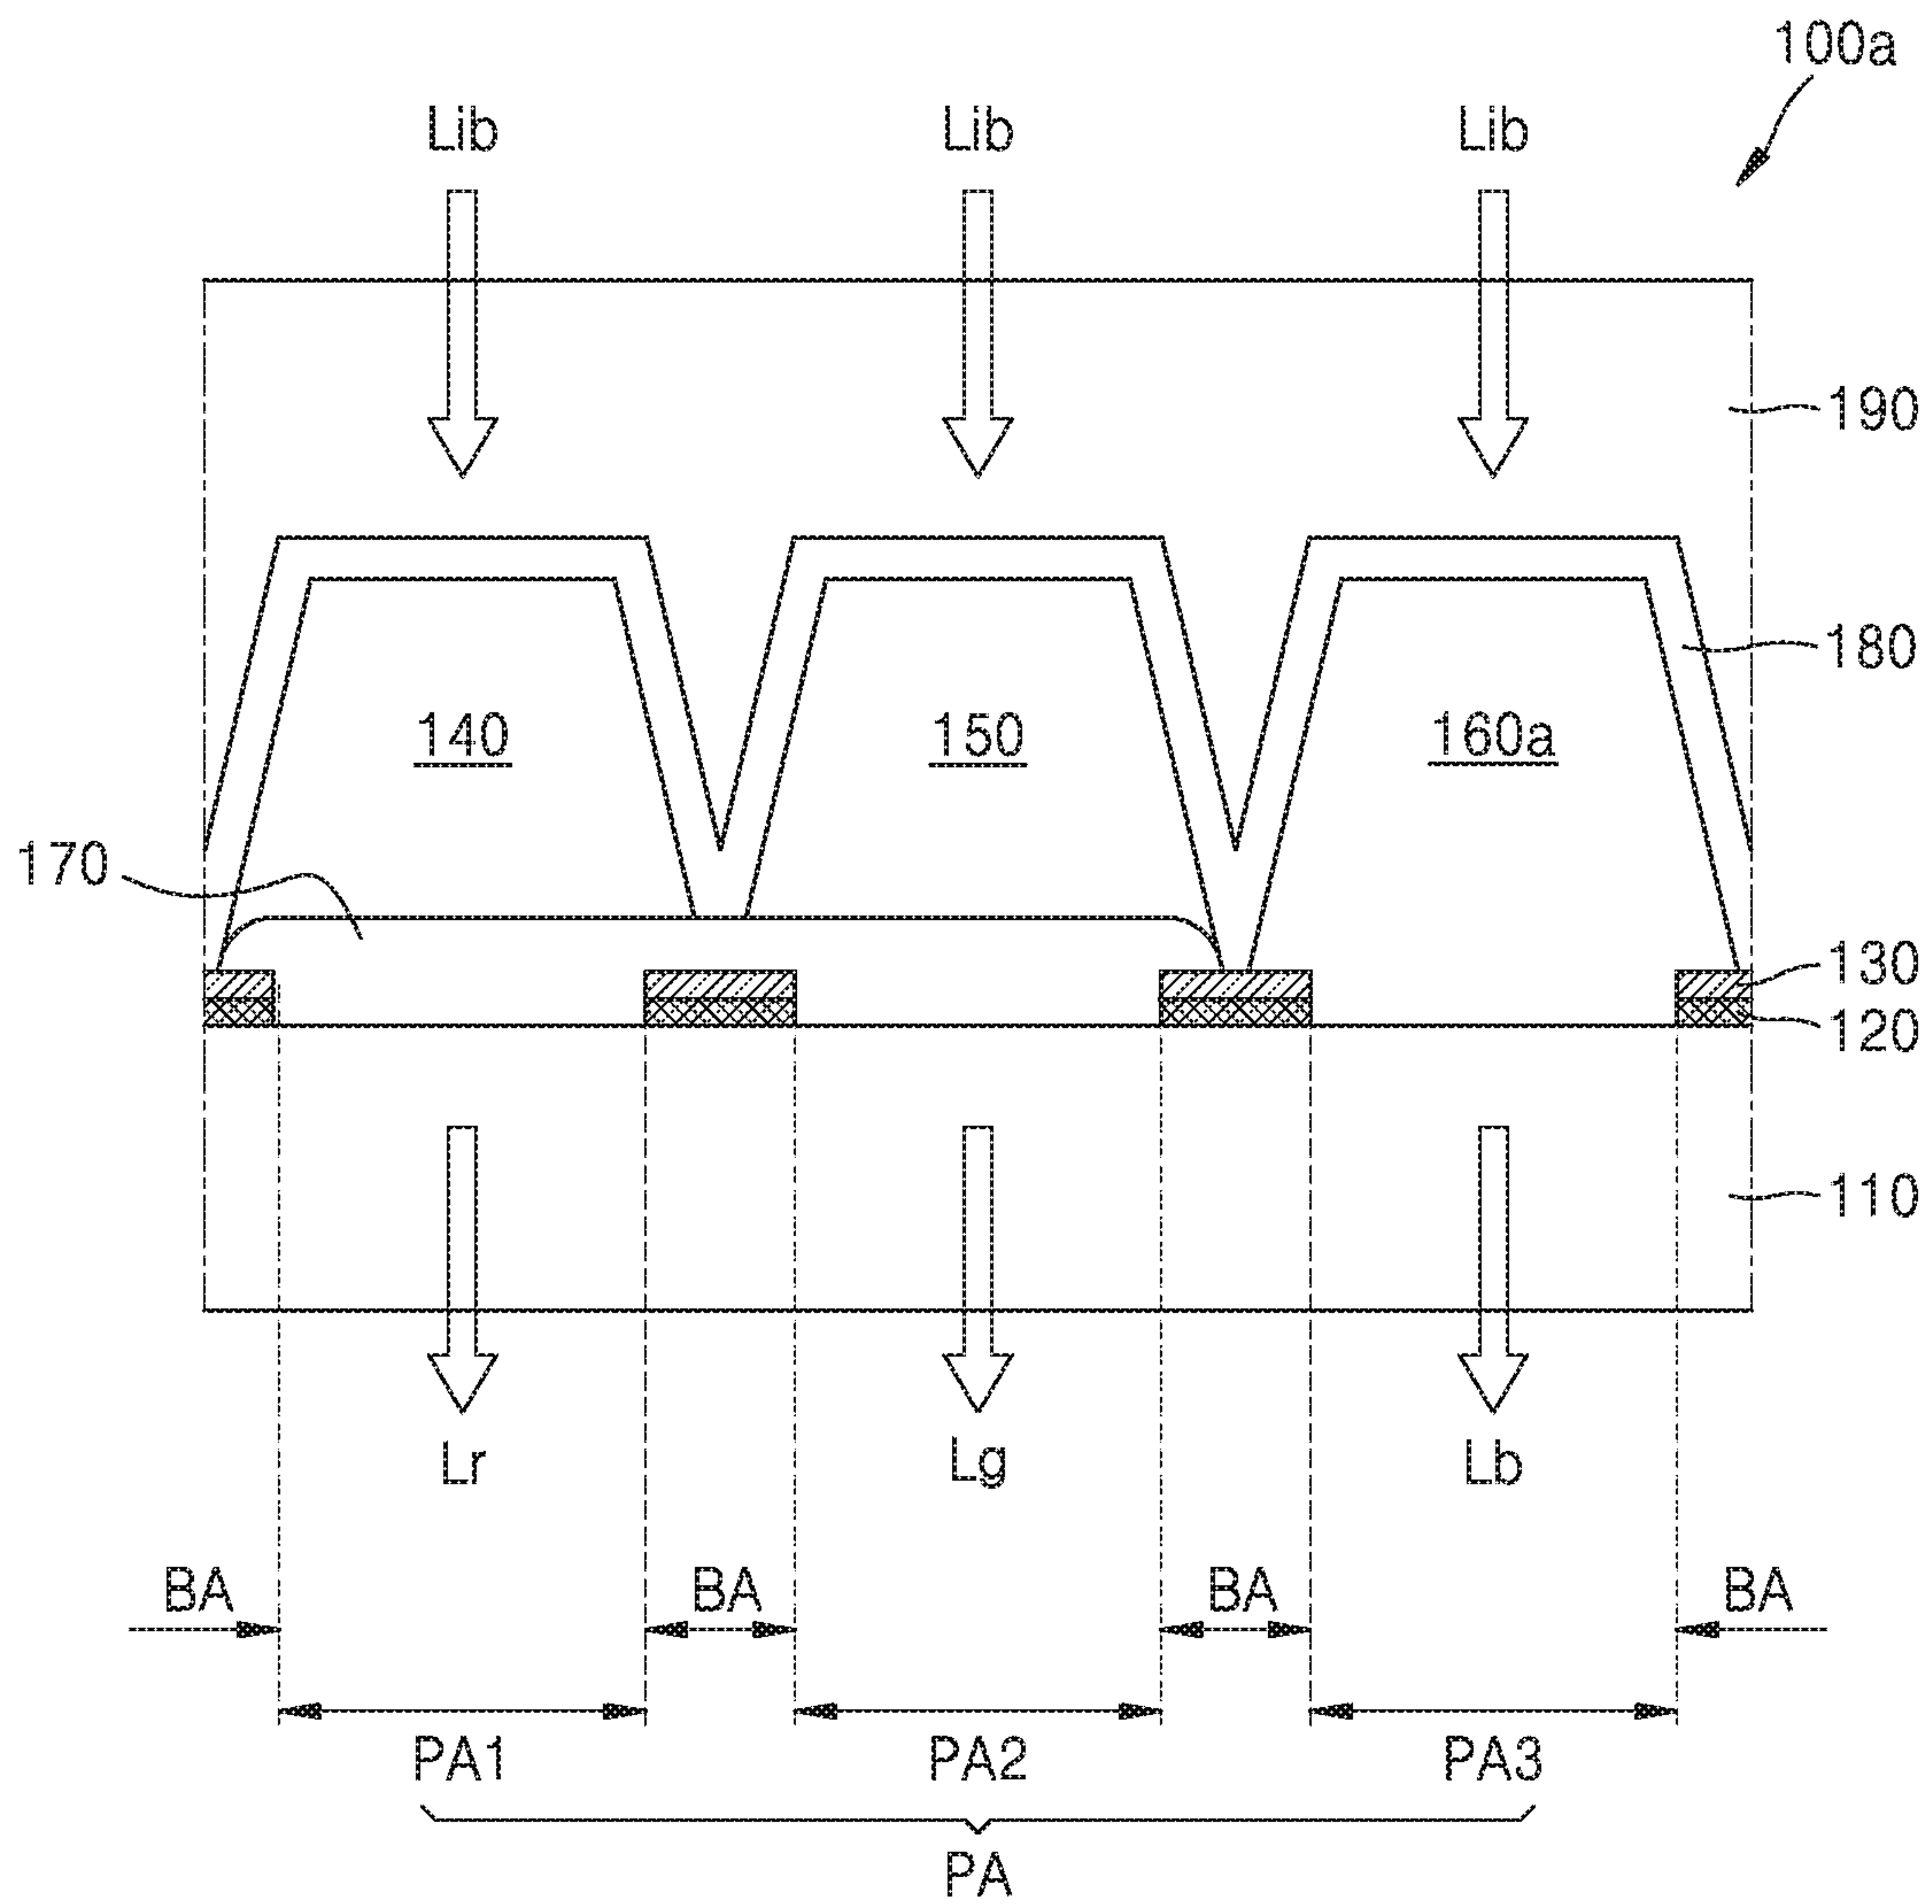 100a
Lib Lib Lib
190
180
140 150 160a
170
130
120
110
Lr Lg Lb
BA BA BA BA
PA1 PA2 PA3
PA